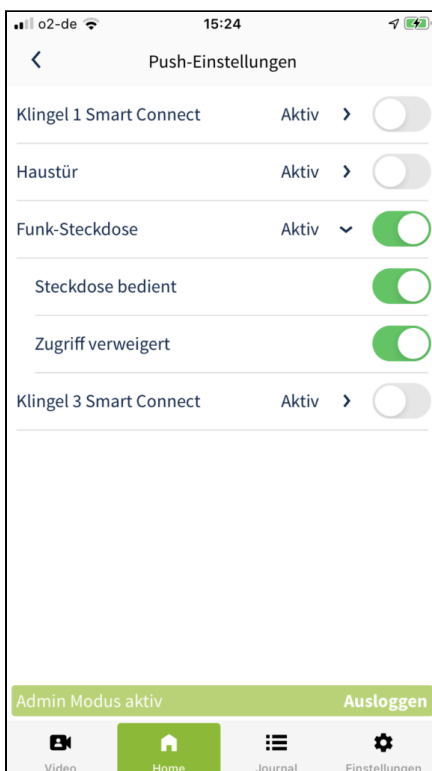 o2-de 15:24
Push-Einstellungen
Klingel 1 Smart Connect Aktiv
Haustür Aktiv
Funk-Steckdose Aktiv
Steckdose bedient
Zugriff verweigert
Klingel 3 Smart Connect Aktiv
Admin Modus aktiv Ausloggen
Video Home Journal Einstellungen